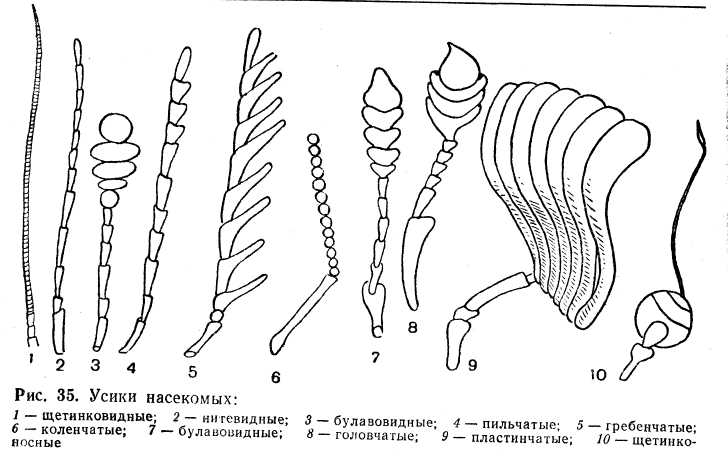 1 2 3 4 5 6 7 8 9 10
Рис. 35. Усики насекомых:
1 — щетинковидные; 2 — нитевидные; 3 — булавовидные; 4 — пильчатые; 5 — гребенчатые;
6 — коленчатые; 7 — булавовидные; 8 — головчатые; 9 — пластинчатые; 10 — щетинко-
носные